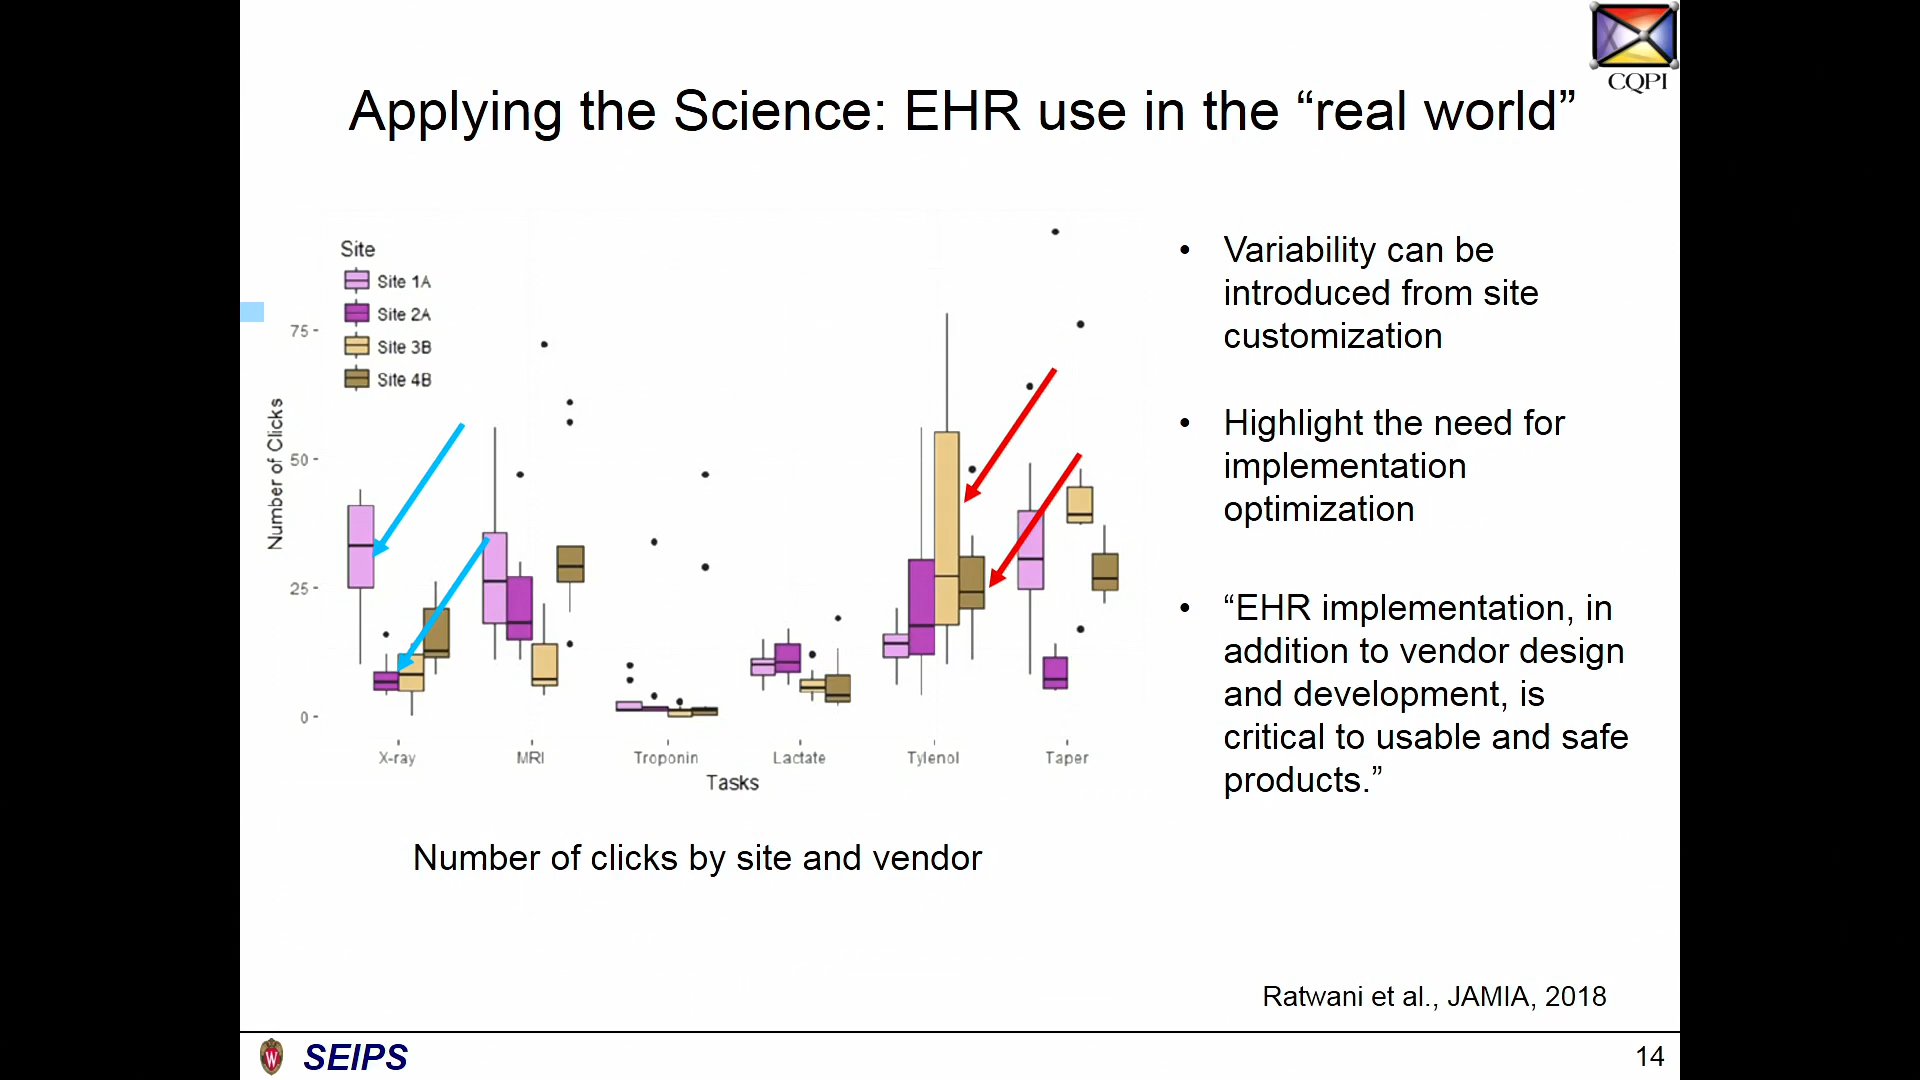 CQPI
Applying the Science: EHR use in the “real world”
Site
Site 1A
Site 2A
Site 3B
Site 4B
75
50
25
0
Number of Clicks
X-ray
MRI
Troponin
Lactate
Tylenol
Taper
Tasks
Number of clicks by site and vendor
• Variability can be
introduced from site
customization
• Highlight the need for
implementation
optimization
• “EHR implementation, in
addition to vendor design
and development, is
critical to usable and safe
products.”
Ratwani et al., JAMIA, 2018
W
SEIPS
14